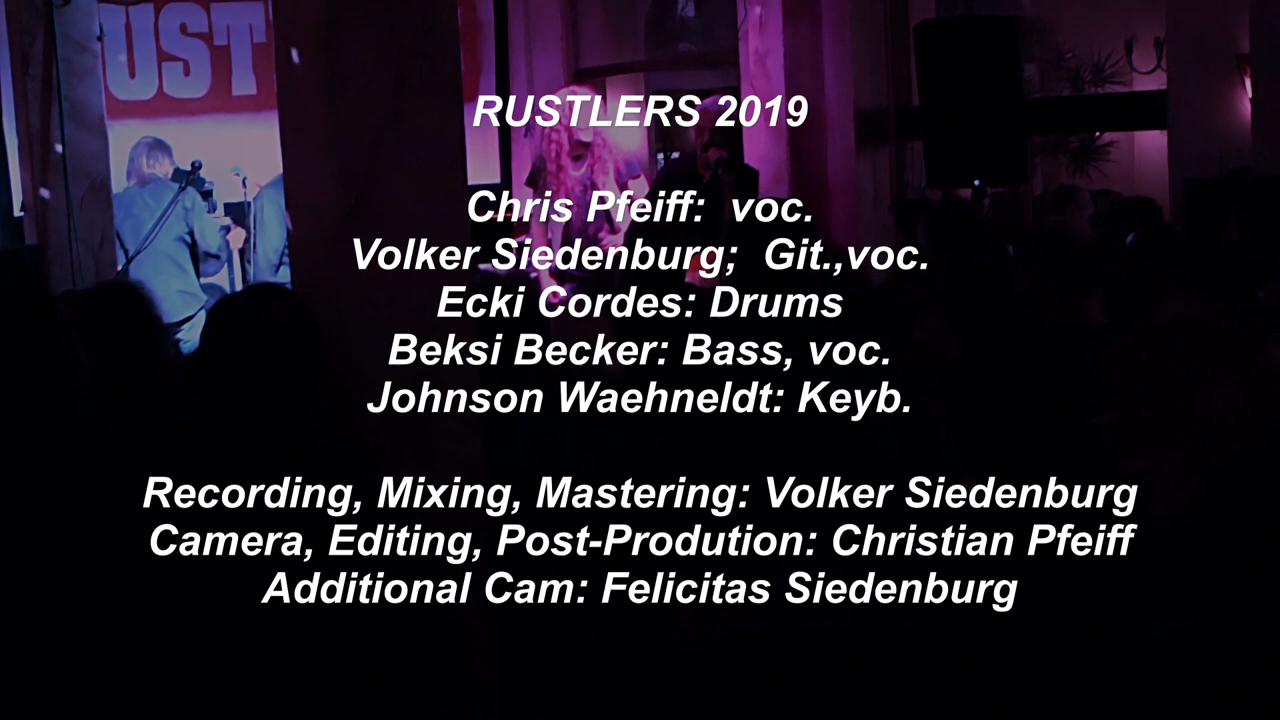 UST
RUSTLERS 2019
Chris Pfeiff:  voc.
Volker Siedenburg;  Git.,voc.
Ecki Cordes: Drums
Beksi Becker: Bass, voc.
Johnson Waehneldt: Keyb.
Recording, Mixing, Mastering: Volker Siedenburg
Camera, Editing, Post-Prodution: Christian Pfeiff
Additional Cam: Felicitas Siedenburg